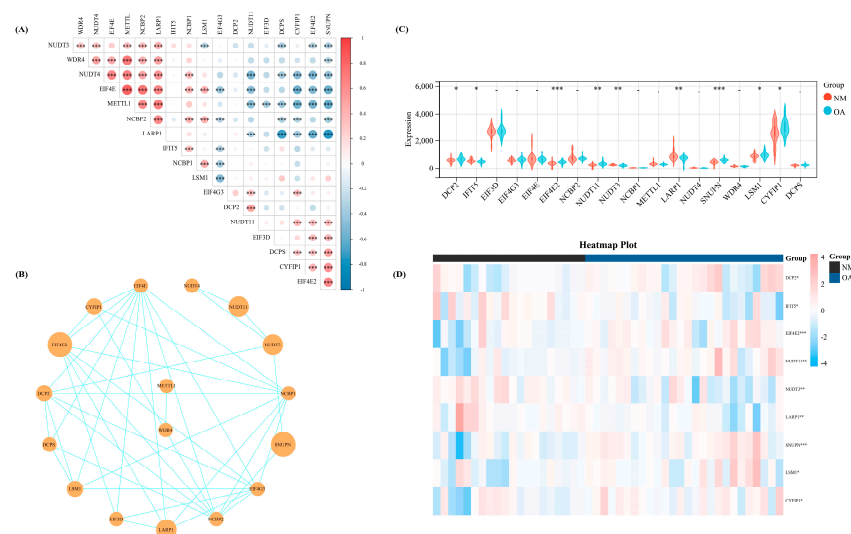 (A)
WDR4
NUDT4
EIF4E
METTL
NCBP2
LARP1
IFIT5
NCBP1
LSM1
EIF4G3
DCP2
NUDT11
EIF3D
DCPS
CYFIP1
EIF4E2
SNUPN
NUDT3
WDR4
NUDT4
EIF4E
METTL1
NCBP2
LARP1
IFIT5
NCBP1
LSM1
EIF4G3
DCP2
NUDT11
EIF3D
DCPS
CYFIP1
EIF4E2
1
0.8
0.6
0.4
0.2
0
-0.2
-0.4
-0.6
-0.8
-1
(B)
EIF4E
NUDT4
CYFIP1
NUDT11
NUDT3
METTL1
DCP2
NCBP1
WDR4
DCPS
SNUPN
LSM1
EIF4G3
EIF3D
LARP1
NCBP2
(C)
Group
NM
OA
* * - - - *** - ** ** - - ** - *** - * * -
Expression
6,000
4,000
2,000
0
DCP2
IFIT5
EIF3D
EIF4G3
EIF4E
EIF4E2
NCBP2
NUDT11
NUDT3
NCBP1
METTL1
LARP1
NUDT4
SNUPN
WDR4
LSM1
CYFIP1
DCPS
(D)
Heatmap Plot
Group
DCP2*
IFIT5*
EIF4E2***
NUDT11**
NUDT3**
LARP1**
SNUPN***
LSM1*
CYFIP1*
4
2
0
-2
-4
Group
NM
OA